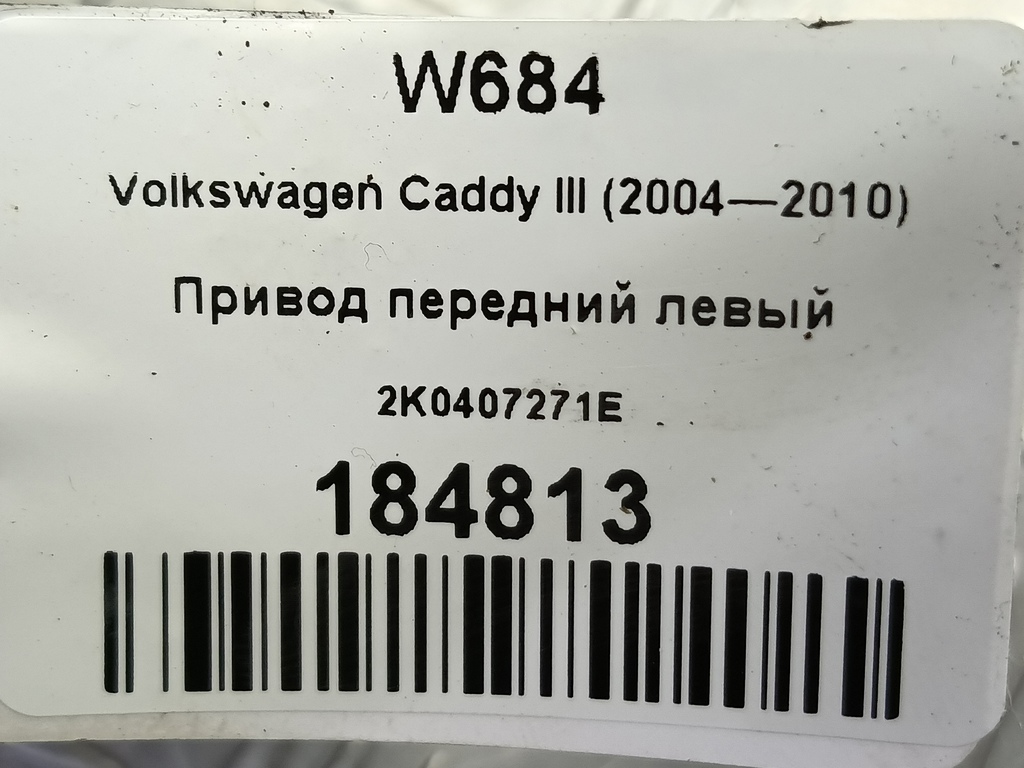 W684
Volkswagen Caddy III (2004—2010)
Привод передний левый
2K0407271E
184813